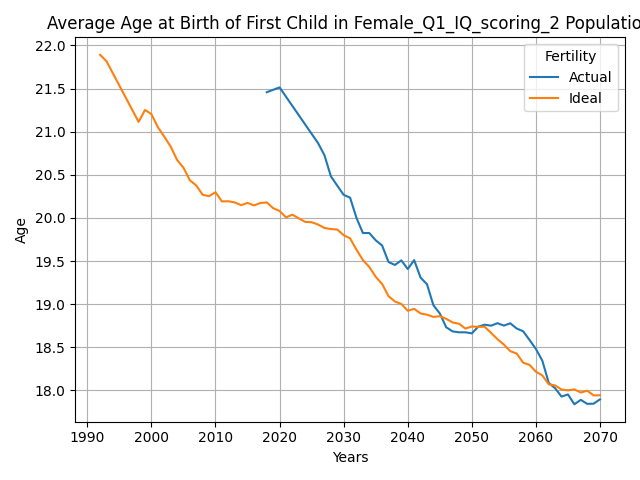 Average Age at Birth of First Child in Female_Q1_IQ_scoring_2 Populatio
22.0
21.5
21.0
20.5
20.0
19.5
19.0
18.5
18.0
Age
Fertility
Actual
Ideal
1990 2000 2010 2020 2030 2040 2050 2060 2070
Years